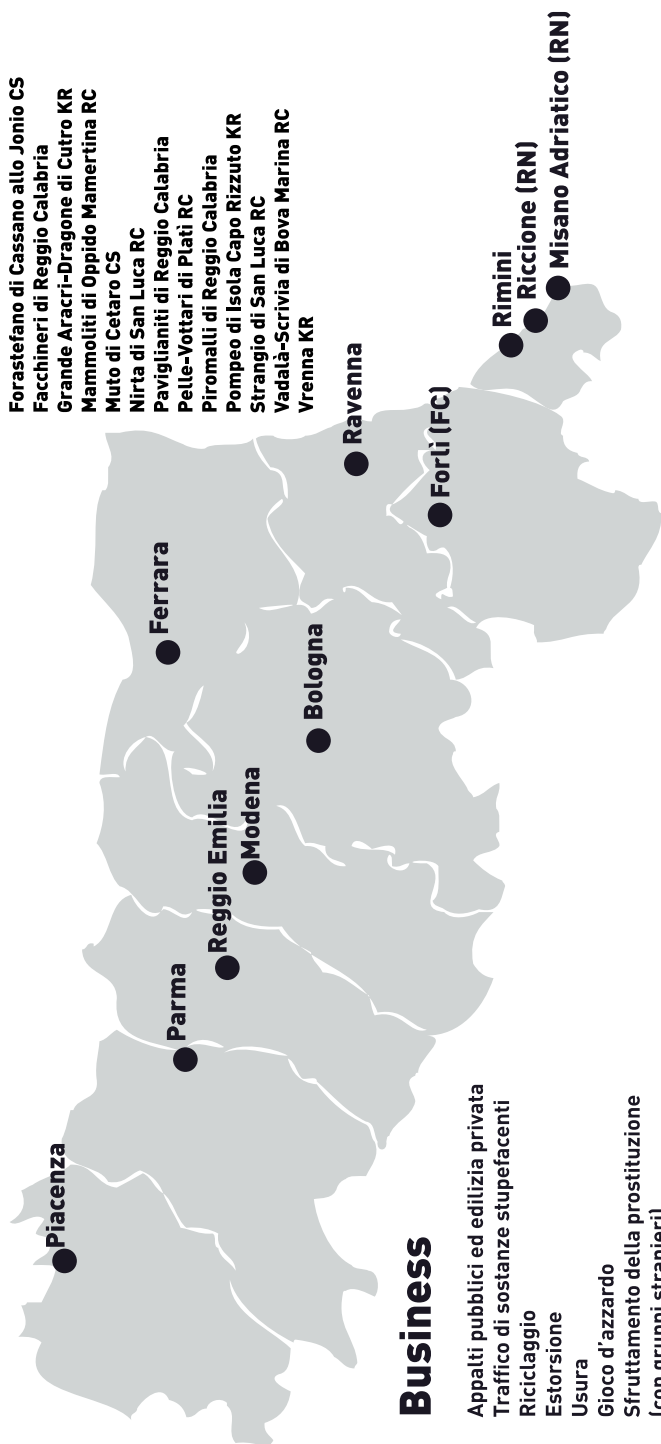 Forastefano di Cassano allo Jonio CS
Facchineri di Reggio Calabria
Grande Aracri-Dragone di Cutro KR
Mammoliti di Oppido Mamertina RC
Muto di Cetaro CS
Nirta di San Luca RC
Paviglianiti di Reggio Calabria
Pelle-Vottari di Platì RC
Piromalli di Reggio Calabria
Pompeo di Isola Capo Rizzuto KR
Strangio di San Luca RC
Vadalà-Scrivia di Bova Marina RC
Vrenna KR
Piacenza
Parma
Reggio Emilia
Modena
Ferrara
Bologna
Ravenna
Forlì (FC)
Rimini
Riccione (RN)
Misano Adriatico (RN)
Business
Appalti pubblici ed edilizia privata
Traffico di sostanze stupefacenti
Riciclaggio
Estorsione
Usura
Gioco d'azzardo
Sfruttamento della prostituzione
(con gruppi stranieri)